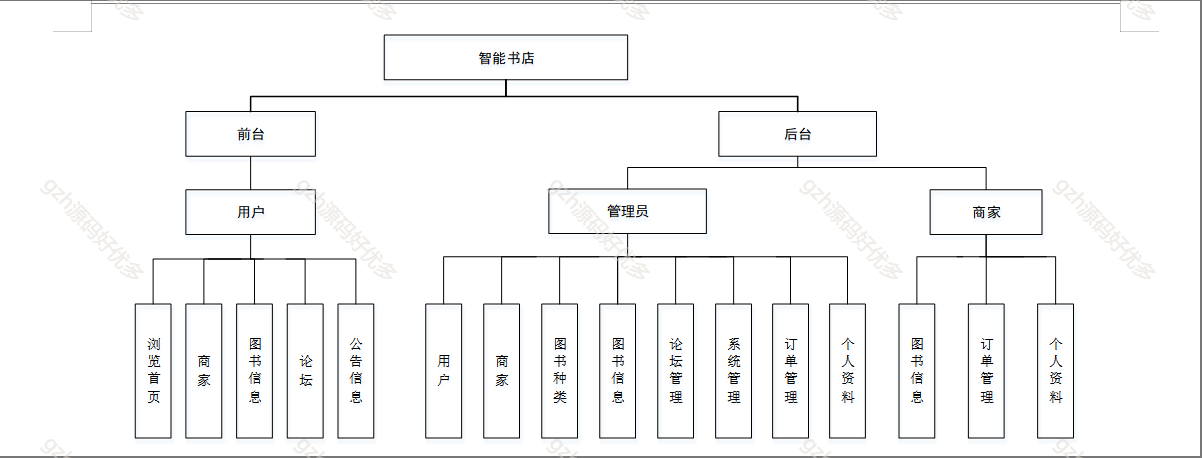 智能书店
前台
后台
用户
管理员
商家
浏览首页
商家
图书信息
论坛
公告信息
用户
商家
图书种类
图书信息
论坛管理
系统管理
订单管理
个人资料
图书信息
订单管理
个人资料
gzh源码好优多
gzh源码好优多
gzh源码好优多
gzh源码好优多
gzh源码好优多